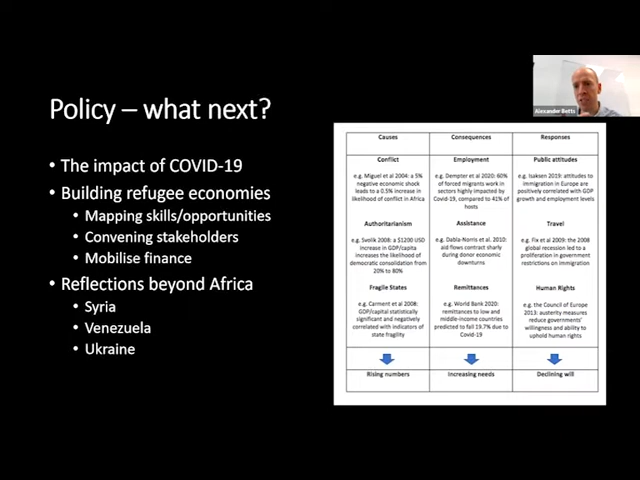 Policy – what next?
Alexander Betts
• The impact of COVID-19
• Building refugee economies
• Mapping skills/opportunities
• Convening stakeholders
• Mobilise finance
• Reflections beyond Africa
• Syria
• Venezuela
• Ukraine
Causes
Consequences
Responses
Conflict
e.g. Miguel et al 2004: a 5%
negative economic shock
leads to a 0.5% increase in
likelihood of conflict in Africa
Employment
e.g. Dempter et al 2020: 60%
of forced migrants work in
sectors highly impacted by
Covid-19, compared to 41% of
hosts
Public attitudes
e.g. Isaksen 2019: attitudes to
immigration in Europe are
positively correlated with GDP
growth and employment levels
Authoritarianism
e.g. Svolik 2008: a $1200 USD
increase in GDP/capita
increases the likelihood of
democratic consolidation from
20% to 80%
Assistance
e.g. Dabla-Norris et al. 2010:
aid flows contract sharply
during donor economic
downturns
Travel
e.g. Fix et al 2009: the 2008
global recession led to a
proliferation in government
restrictions on immigration
Fragile States
e.g. Carment et al 2008:
GDP/capital statistically
significant and negatively
correlated with indicators of
state fragility
Remittances
e.g. World Bank 2020:
remittances to low and
middle-income countries
predicted to fall 19.7% due to
Covid-19
Human Rights
e.g. the Council of Europe
2013: austerity measures
reduce governments'
willingness and ability to
uphold human rights
Rising numbers
Increasing needs
Declining will